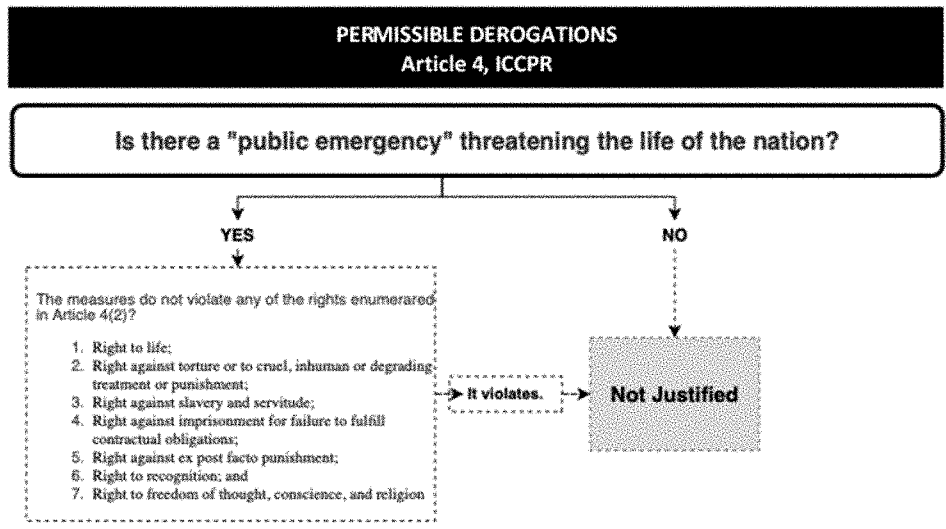 PERMISSIBLE DEROGATIONS
Article 4, ICCPR
Is there a "public emergency" threatening the life of the nation?
YES
NO
The measures do not violate any of the rights enumerared
in Article 4(2)?
1. Right to life;
2. Right against torture or to cruel, inhuman or degrading
treatment or punishment;
3. Right against slavery and servitude;
4. Right against imprisonment for failure to fulfill
contractual obligations;
5. Right against ex post facto punishment;
6. Right to recognition; and
7. Right to freedom of thought, conscience, and religion
It violates.
Not Justified